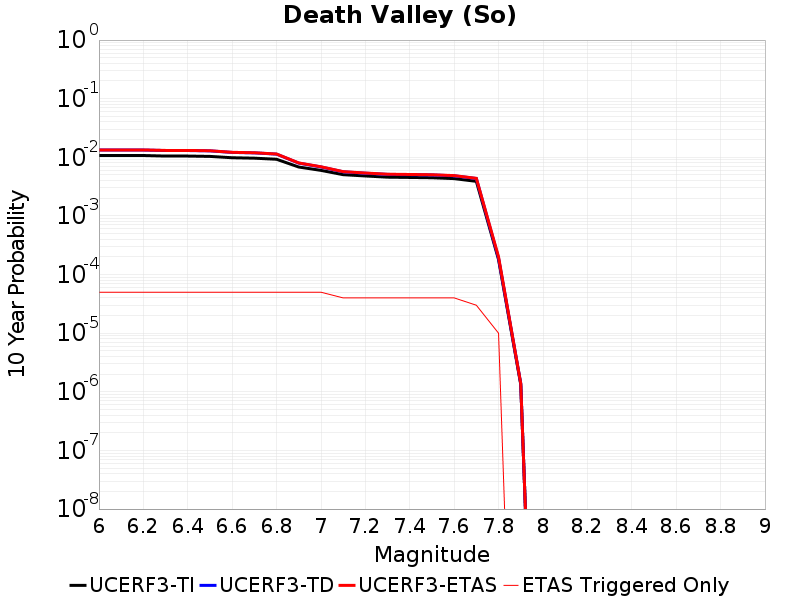 Death Valley (So)
10^0
10^-1
10^-2
10^-3
10^-4
10^-5
10^-6
10^-7
10^-8
10 Year Probability
6 6.2 6.4 6.6 6.8 7 7.2 7.4 7.6 7.8 8 8.2 8.4 8.6 8.8 9
Magnitude
UCERF3-TI UCERF3-TD UCERF3-ETAS ETAS Triggered Only